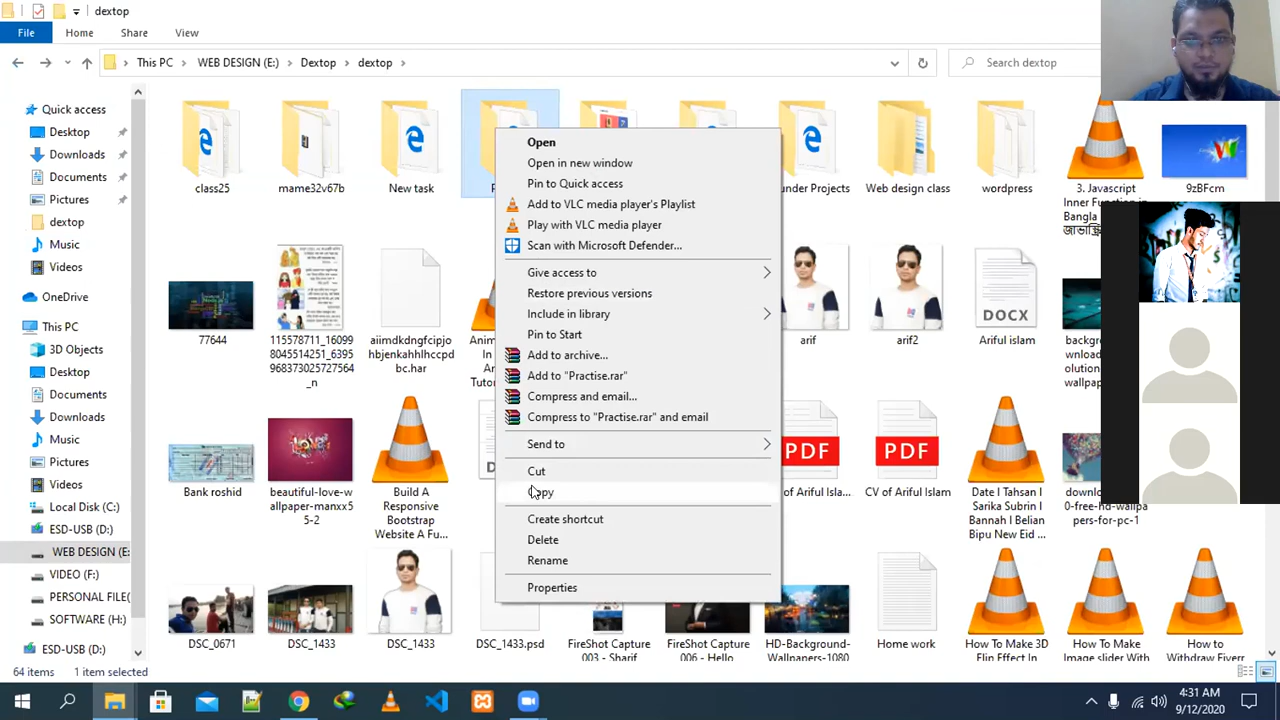 dextop
File
Home
Share
View
This PC
WEB DESIGN (E:)
Dextop
dextop
Search dextop
Quick access
Desktop
Downloads
Documents
Pictures
dextop
Music
Videos
OneDrive
This PC
3D Objects
Desktop
Documents
Downloads
Music
Pictures
Videos
Local Disk (C:)
ESD-USB (D:)
WEB DESIGN (E:
VIDEO (F:)
PERSONAL FILE(
SOFTWARE (H:)
ESD-USB (D:)
class25
mame32v67b
New task
under Projects
Web design class
wordpress
3. Javascript
Inner Function in
Bangla
9zBFcm
77644
115578711_16099
8045514251_6395
968373025727564
_n
aiimdkdngfcipjo
hbjenkahhlhccpd
bc.har
arif
arif2
DOCX
Ariful islam
Bank roshid
beautiful-love-w
allpaper-manxx5
5-2
Build A
Responsive
Bootstrap
Website A Fu...
PDF
of Ariful Isla...
PDF
CV of Ariful Islam
Date I Tahsan I
Sarika Subrin I
Bannah I Belian
Bipu New Eid ...
DSC_0671
DSC_1433
DSC_1433
DSC_1433.psd
FireShot Capture
003 - Sharif
FireShot Capture
006 - Hello
HD-Background-
Wallpapers-1080
Home work
How To Make 3D
Flip Effect In
How To Make
Image slider With
How to
Withdraw Fiverr
Open
Open in new window
Pin to Quick access
Add to VLC media player's Playlist
Play with VLC media player
Scan with Microsoft Defender...
Give access to
Restore previous versions
Include in library
Pin to Start
Add to archive...
Add to "Practise.rar"
Compress and email...
Compress to "Practise.rar" and email
Send to
Cut
Copy
Create shortcut
Delete
Rename
Properties
64 items
1 item selected
4:31 AM
9/12/2020